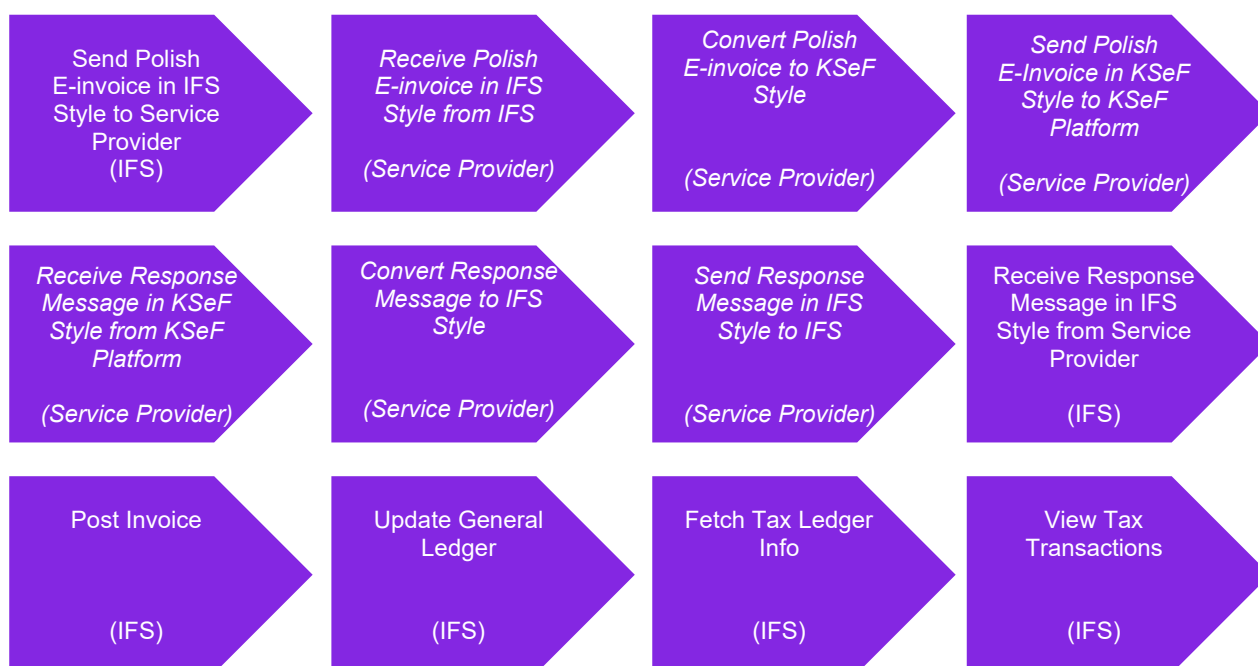 Send Polish
E-invoice in IFS
Style to Service
Provider
(IFS)
Receive Polish
E-invoice in IFS
Style from IFS
(Service Provider)
Convert Polish
E-invoice to KSeF
Style
(Service Provider)
Send Polish
E-Invoice in KSeF
Style to KSeF
Platform
(Service Provider)
Receive Response
Message in KSeF
Style from KSeF
Platform
(Service Provider)
Convert Response
Message to IFS
Style
(Service Provider)
Send Response
Message in IFS
Style to IFS
(Service Provider)
Receive Response
Message in IFS
Style from Service
Provider
(IFS)
Post Invoice
(IFS)
Update General
Ledger
(IFS)
Fetch Tax Ledger
Info
(IFS)
View Tax
Transactions
(IFS)